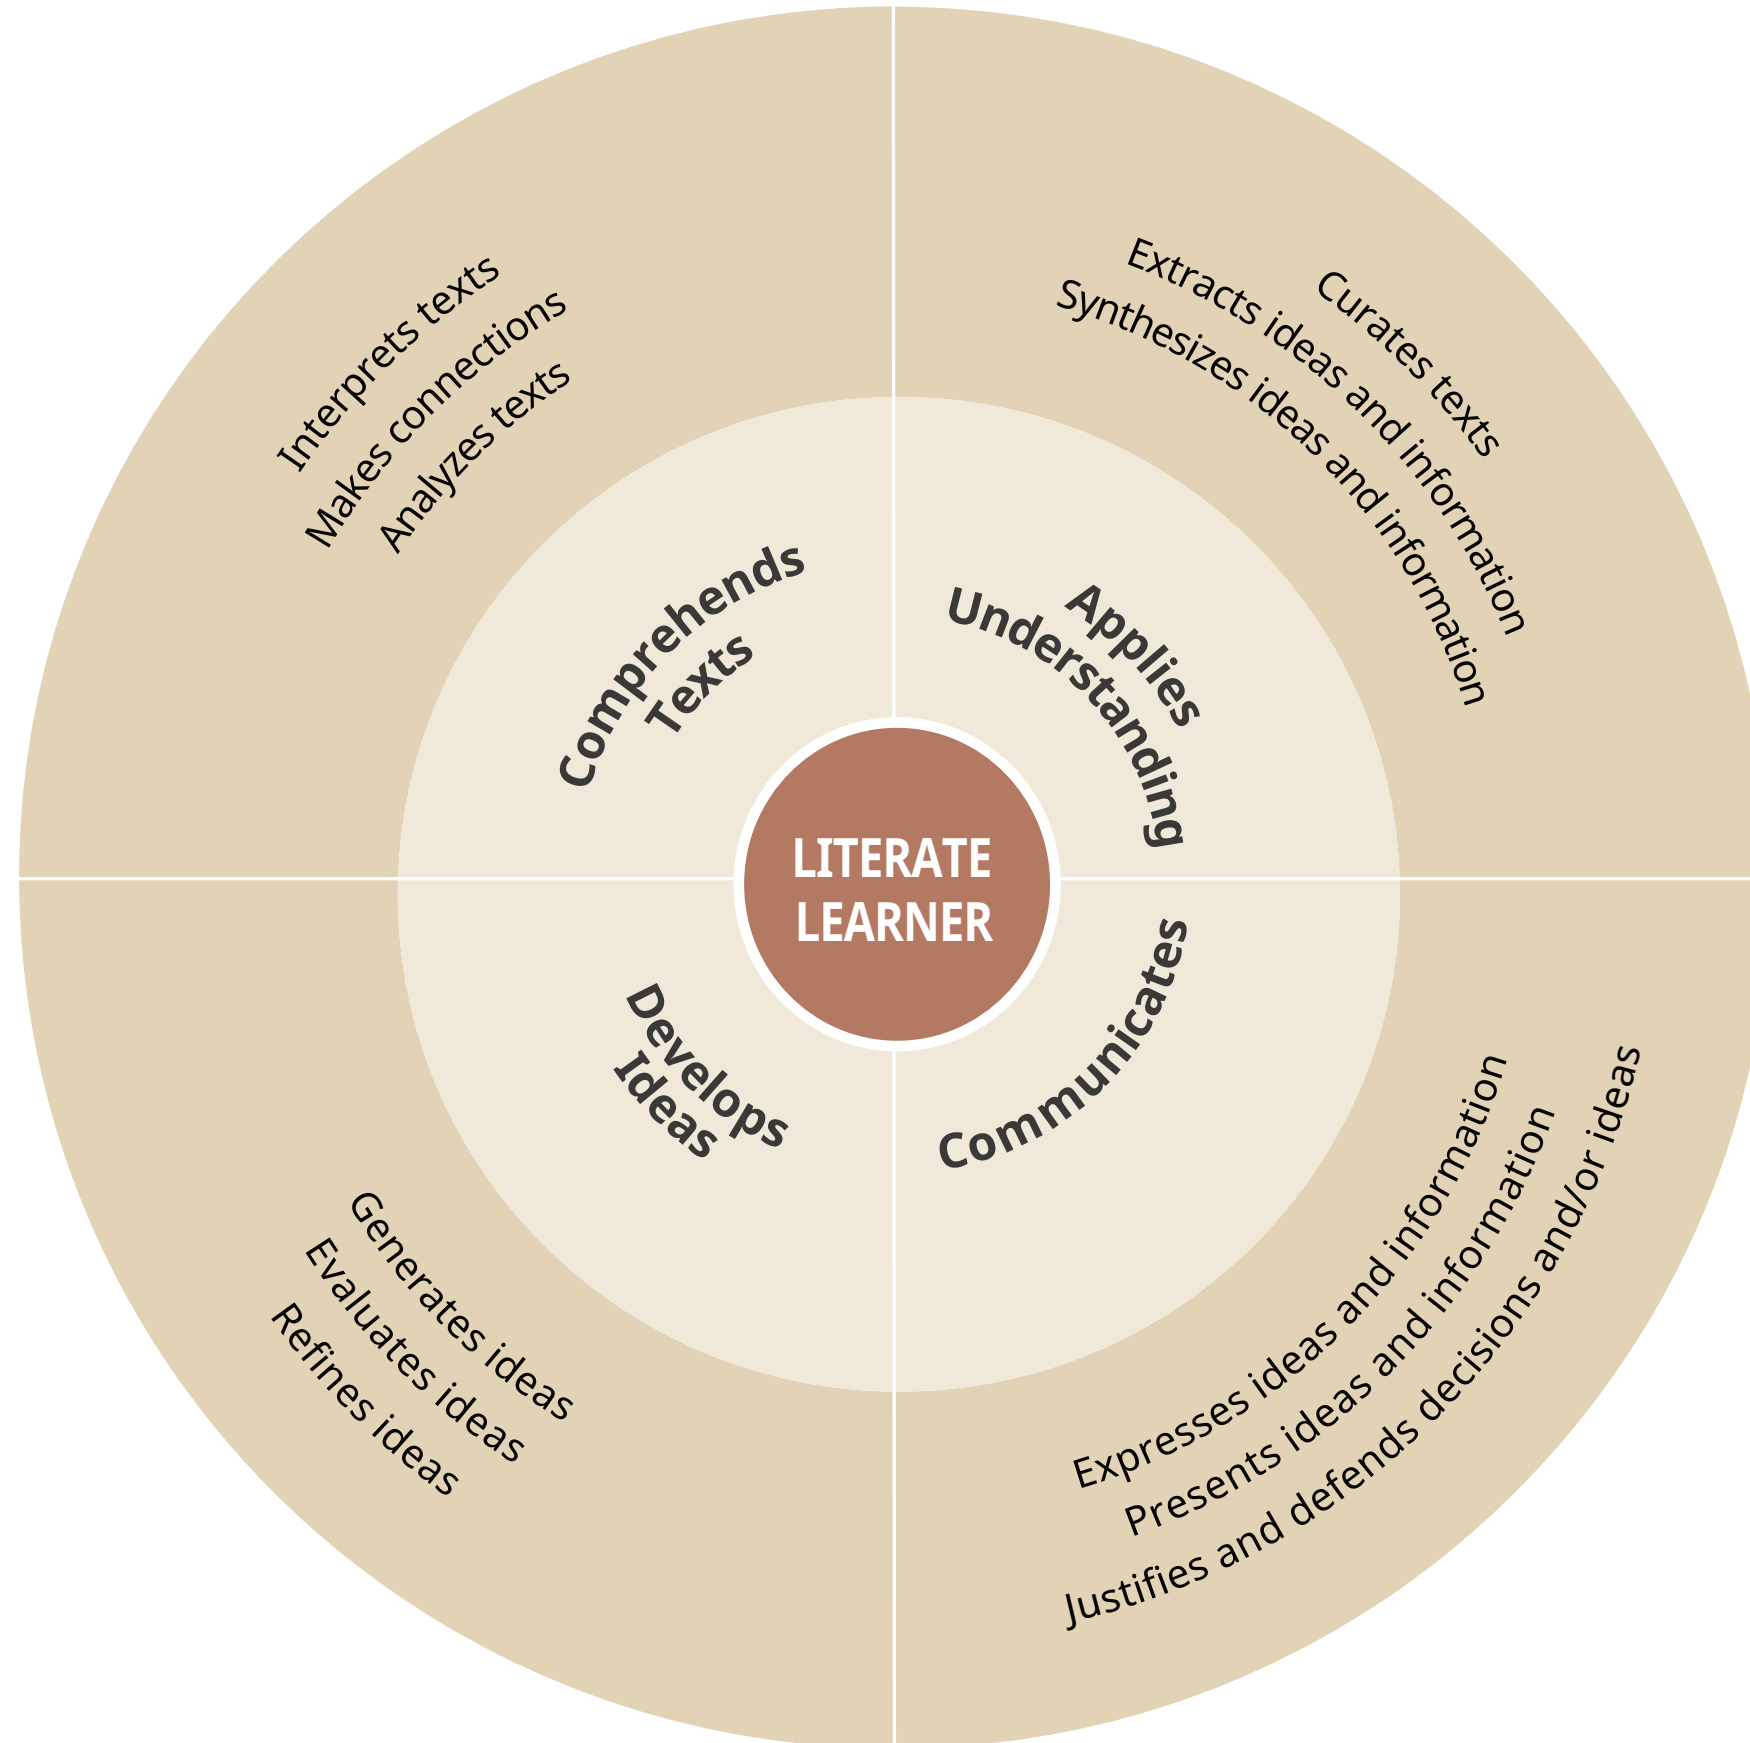 Interprets texts
Makes connections
Analyzes texts
Comprehends
Texts
Curates texts
Extracts ideas and information
Synthesizes ideas and information
Applies
Understanding
LITERATE
LEARNER
Develops
Ideas
Generates ideas
Evaluates ideas
Refines ideas
Communicates
Expresses ideas and information
Presents ideas and information
Justifies and defends decisions and/or ideas